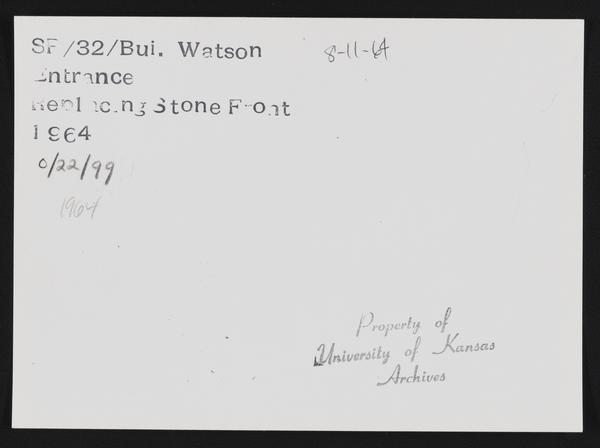 SF/32/Bui. Watson
8-11-64
Entrance
Replacing Stone Front
1964
0/22/99
1964
Property of
University of Kansas
Archives